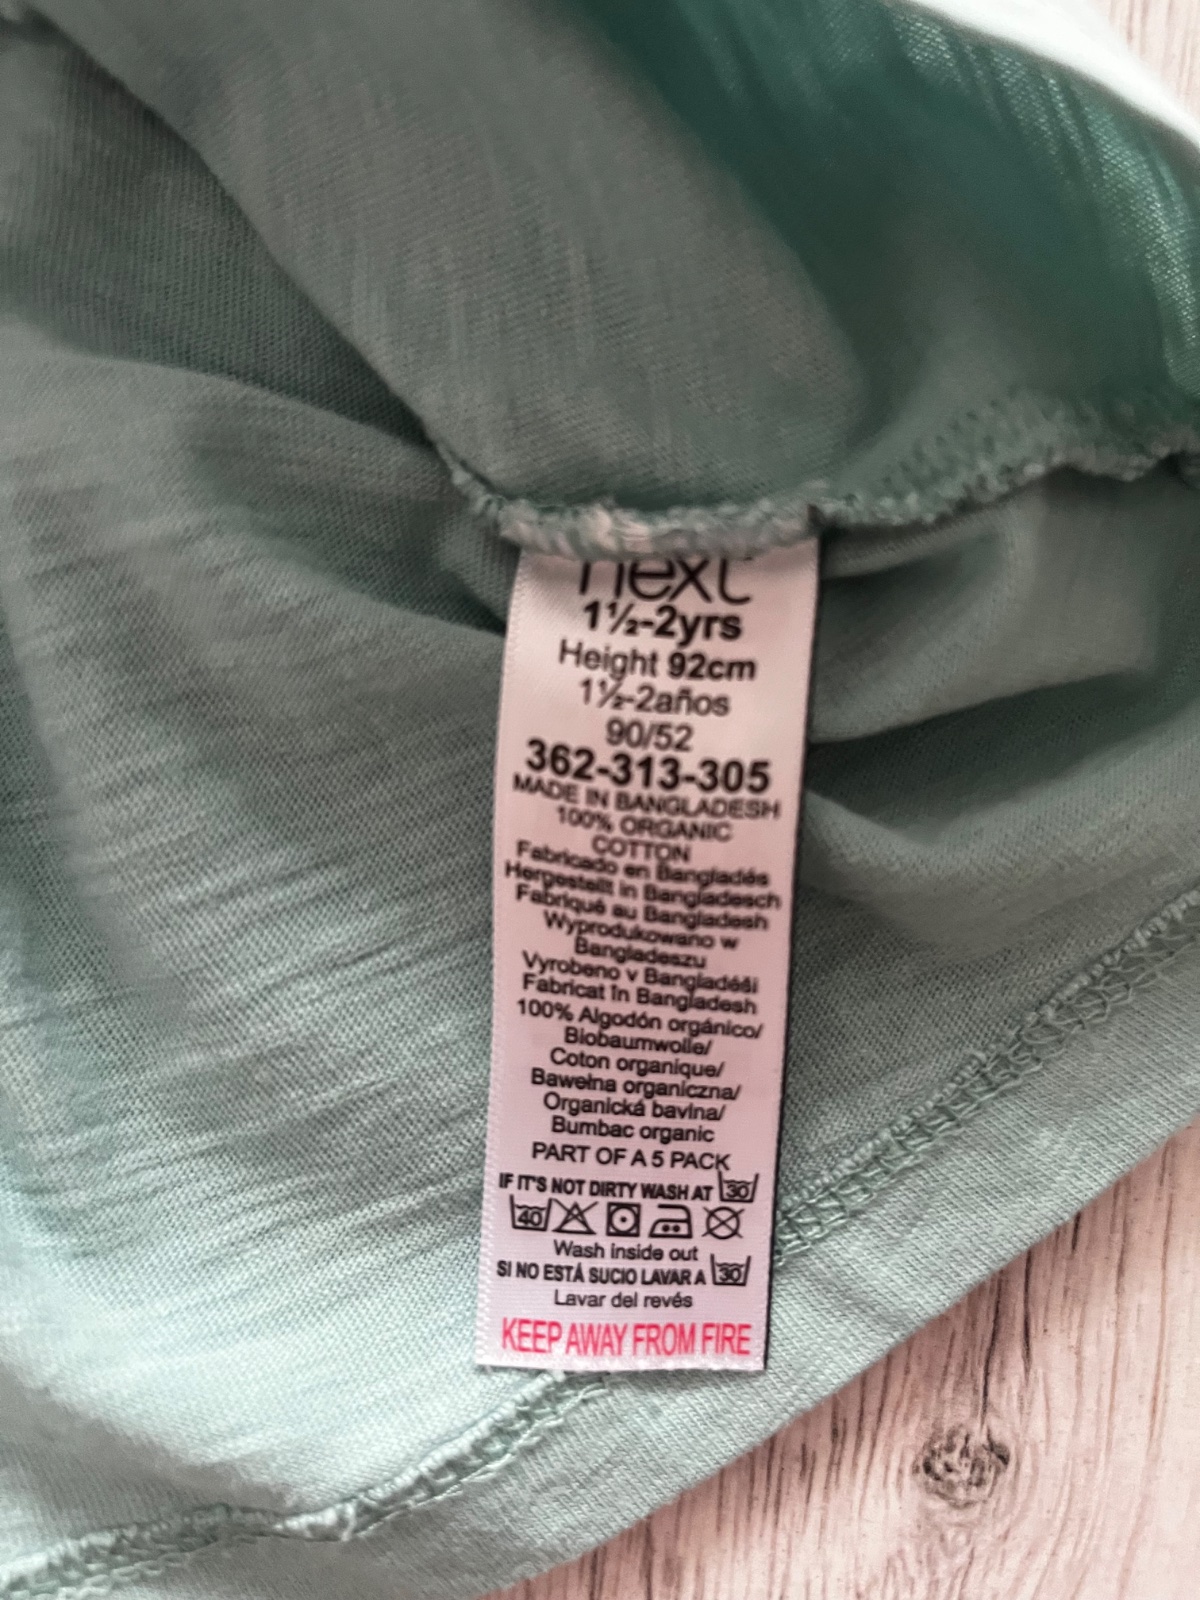 next
1½-2yrs
Height 92cm
1½-2años
90/52
362-313-305
MADE IN BANGLADESH
100% ORGANIC
COTTON
Fabricado en Bangladés
Hergestellt in Bangladesch
Fabriqué au Bangladesh
Wyprodukowano w
Bangladeszu
Vyrobeno v Bangladéši
Fabricat în Bangladesh
100% Algodón orgánico/
Biobaumwolle/
Coton organique/
Bawełna organiczna/
Organická bavlna/
Bumbac organic
PART OF A 5 PACK
IF IT'S NOT DIRTY WASH AT 30
40
Wash inside out
SI NO ESTÁ SUCIO LAVAR A 30
Lavar del revés
KEEP AWAY FROM FIRE